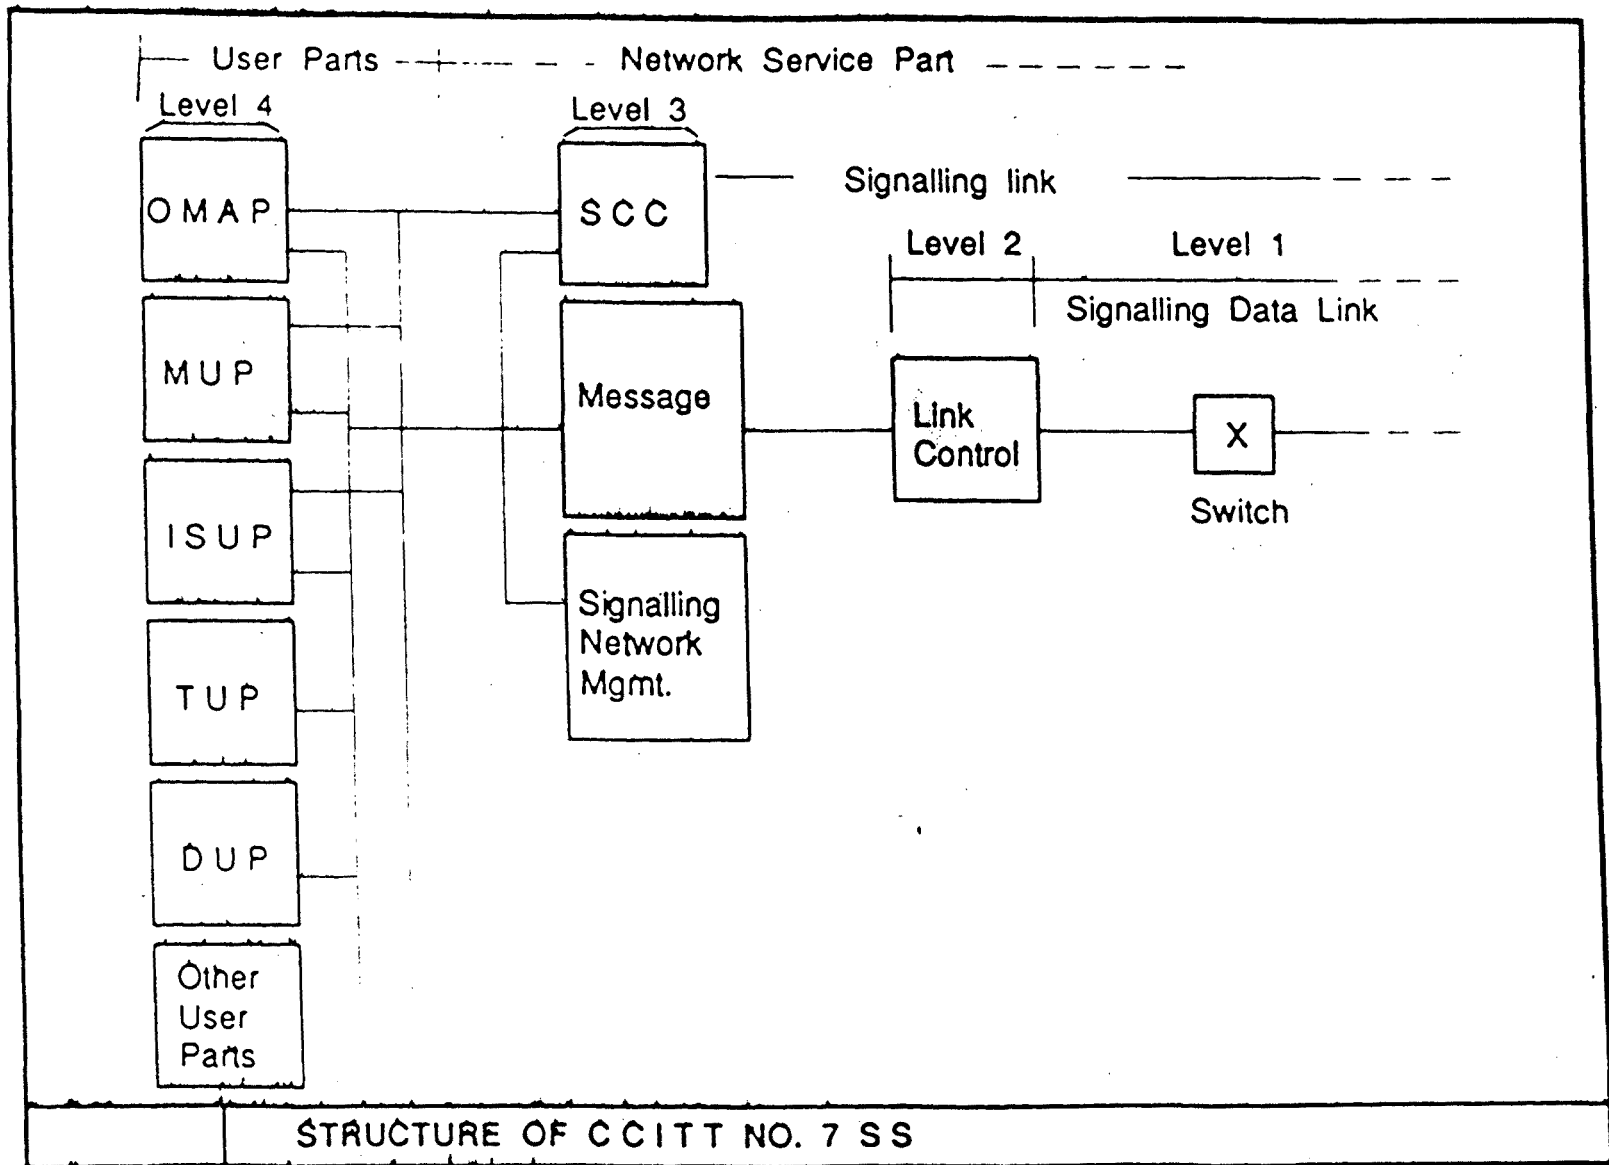 User Parts
Network Service Part
Level 4
Level 3
OMAP
SCC
Signalling link
Level 2
Level 1
Signalling Data Link
MUP
Message
Link
Control
X
Switch
ISUP
Signalling
Network
Mgmt.
TUP
DUP
Other
User
Parts
STRUCTURE OF CCITT NO. 7 SS